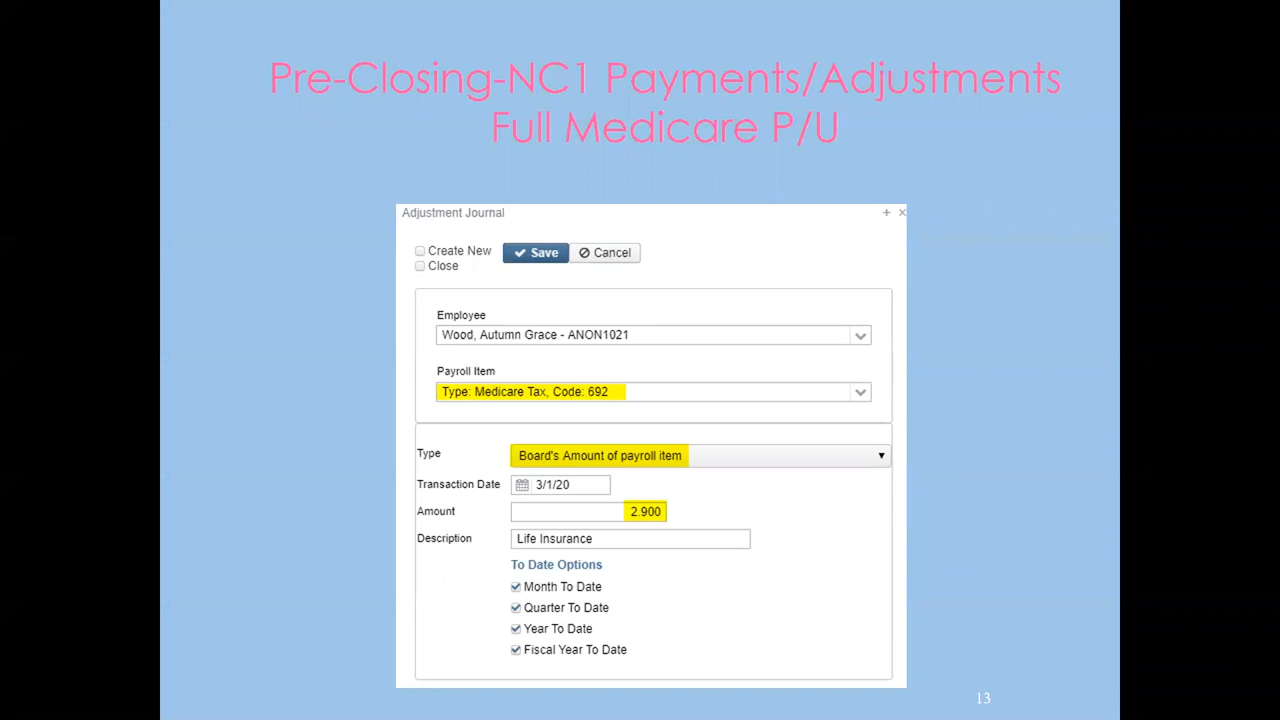 Pre-Closing-NC1 Payments/Adjustments
Full Medicare P/U
Adjustment Journal
Create New
Close
Save
Cancel
Employee
Wood, Autumn Grace - ANON1021
Payroll Item
Type: Medicare Tax, Code: 692
Type
Board's Amount of payroll item
Transaction Date
3/1/20
Amount
2.900
Description
Life Insurance
To Date Options
Month To Date
Quarter To Date
Year To Date
Fiscal Year To Date
13